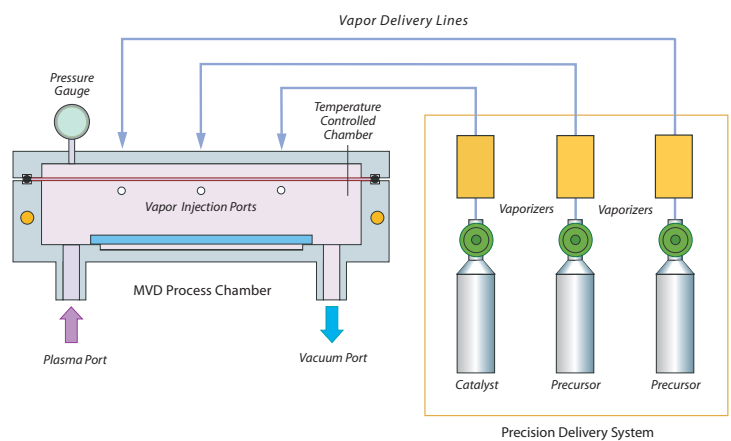 Vapor Delivery Lines
Pressure
Gauge
Temperature
Controlled
Chamber
Vapor Injection Ports
Vaporizers
Vaporizers
MVD Process Chamber
Plasma Port
Vacuum Port
Catalyst
Precursor
Precursor
Precision Delivery System